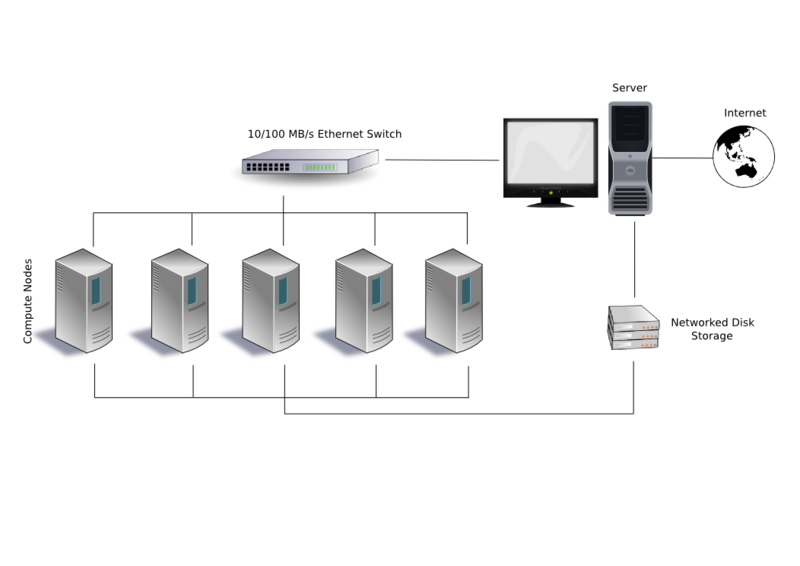 Server
Internet
10/100 MB/s Ethernet Switch
Compute Nodes
Networked Disk
Storage